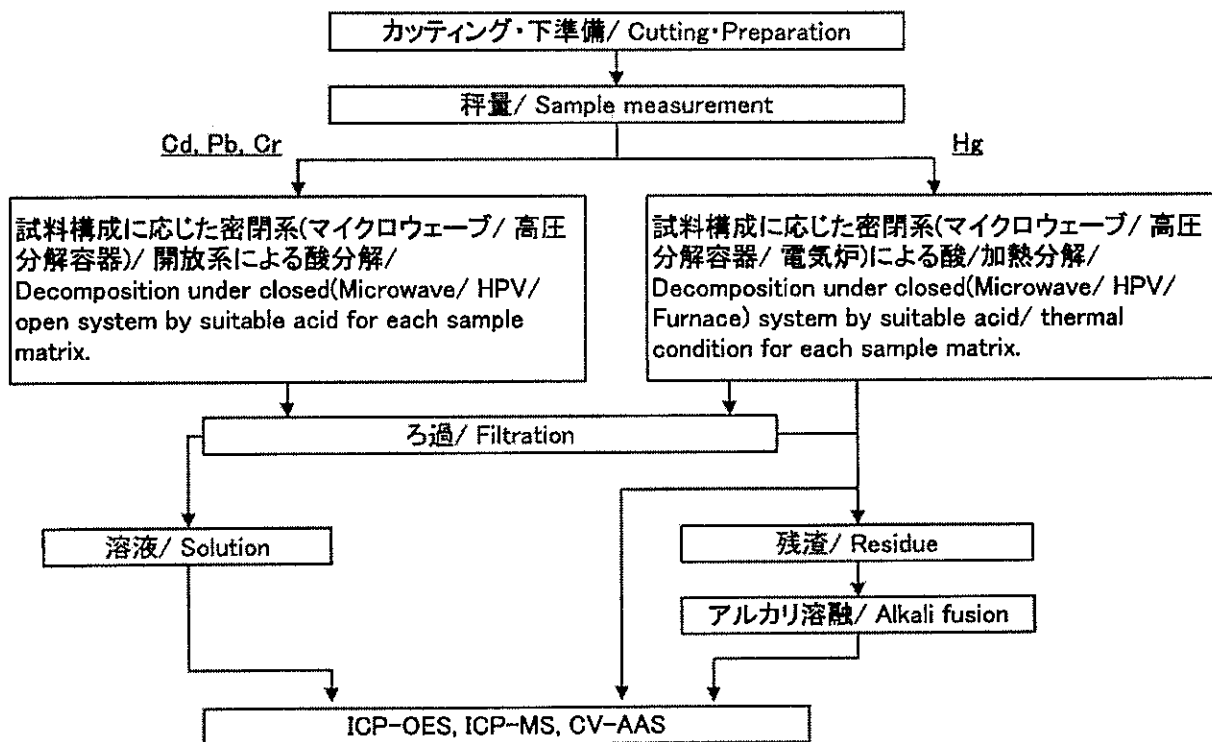 カッティング・下準備/ Cutting・Preparation
秤量/ Sample measurement
Cd, Pb, Cr
Hg
試料構成に応じた密閉系(マイクロウェーブ/ 高圧
分解容器)/ 開放系による酸分解/
Decomposition under closed(Microwave/ HPV/
open system by suitable acid for each sample
matrix.
試料構成に応じた密閉系(マイクロウェーブ/ 高圧
分解容器/ 電気炉)による酸/加熱分解/
Decomposition under closed(Microwave/ HPV/
Furnace) system by suitable acid/ thermal
condition for each sample matrix.
ろ過/ Filtration
溶液/ Solution
残渣/ Residue
アルカリ溶融/ Alkali fusion
ICP-OES, ICP-MS, CV-AAS